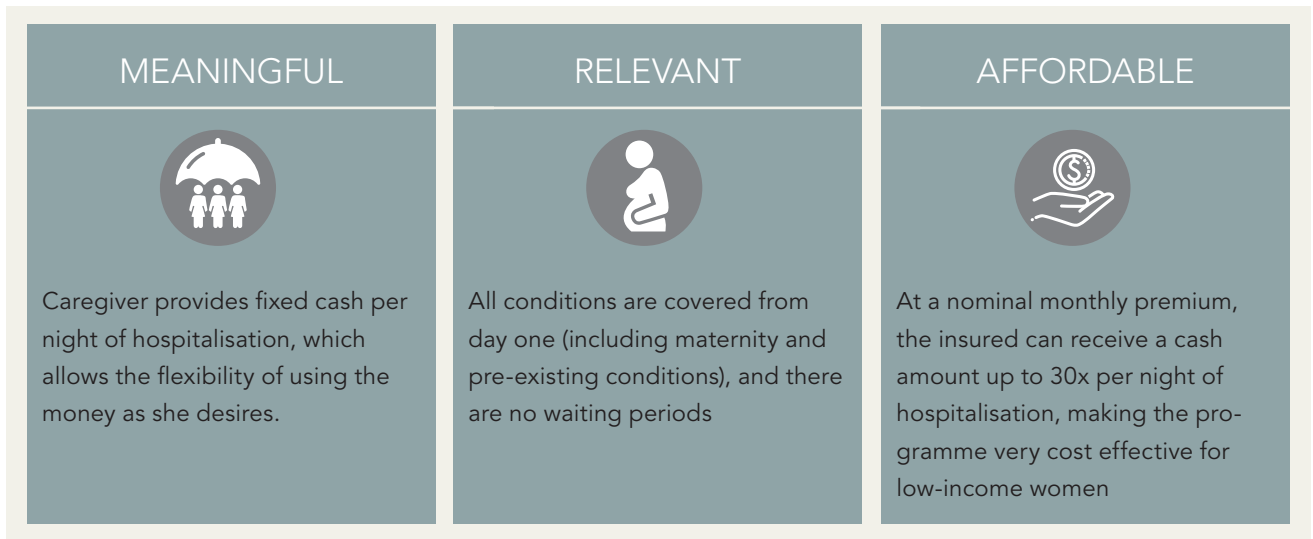 MEANINGFUL
Caregiver provides fixed cash per
night of hospitalisation, which
allows the flexibility of using the
money as she desires.
RELEVANT
All conditions are covered from
day one (including maternity and
pre-existing conditions), and there
are no waiting periods
AFFORDABLE
$
At a nominal monthly premium,
the insured can receive a cash
amount up to 30x per night of
hospitalisation, making the pro-
gramme very cost effective for
low-income women